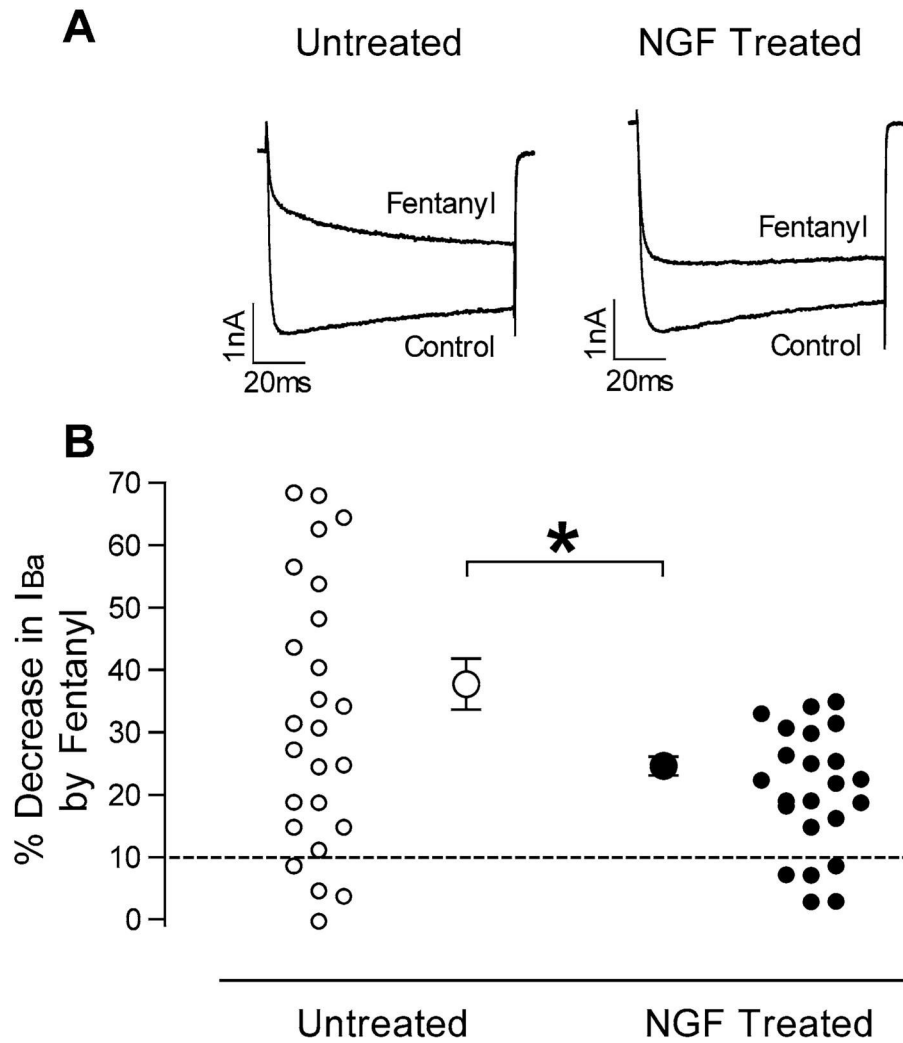 A
Untreated
NGF Treated
Fentanyl
Control
1nA
20ms
Fentanyl
Control
1nA
20ms
B
% Decrease in IBa
by Fentanyl
70
60
50
40
30
20
10
0
*
Untreated
NGF Treated